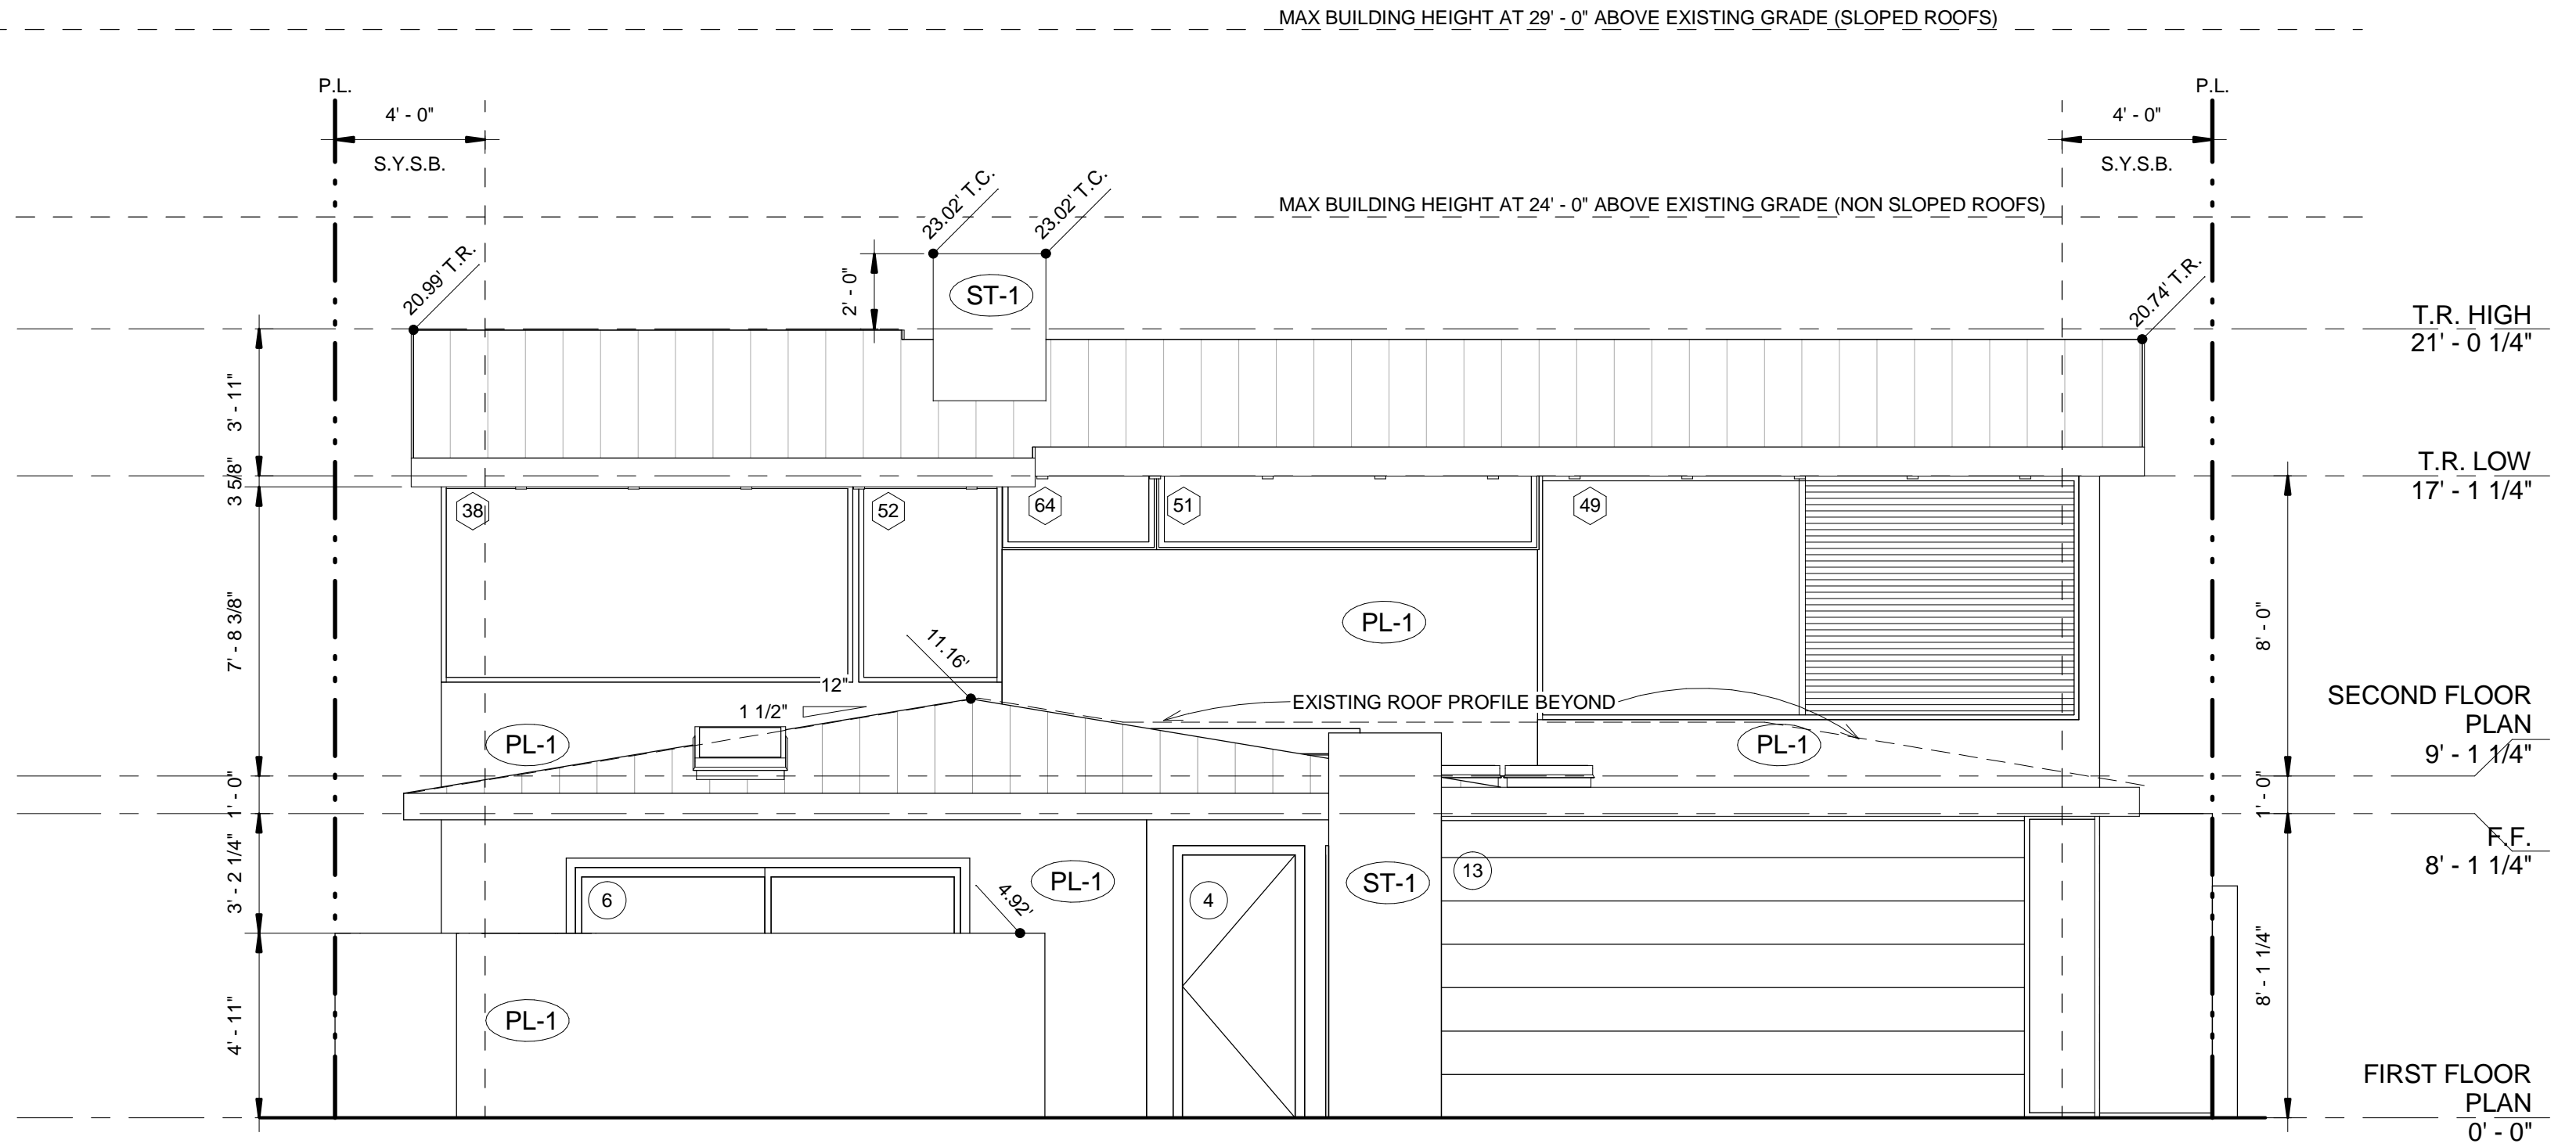 MAX BUILDING HEIGHT AT 29' - 0" ABOVE EXISTING GRADE (SLOPED ROOFS)
P.L.
P.L.
4' - 0"
4' - 0"
S.Y.S.B.
S.Y.S.B.
MAX BUILDING HEIGHT AT 24' - 0" ABOVE EXISTING GRADE (NON SLOPED ROOFS)
23.02' T.C.
23.02' T.C.
20.99' T.R.
20.74' T.R.
2' - 0"
ST-1
T.R. HIGH
21' - 0 1/4"
3' - 11"
T.R. LOW
17' - 1 1/4"
3 5/8"
38
52
64
51
49
7' - 8 3/8"
PL-1
8' - 0"
11.16'
12"
1 1/2"
EXISTING ROOF PROFILE BEYOND
SECOND FLOOR
PLAN
9' - 1 1/4"
PL-1
PL-1
1' - 0"
1' - 0"
F.F.
8' - 1 1/4"
3' - 2 1/4"
6
4.92'
PL-1
4
ST-1
13
4' - 11"
PL-1
8' - 1 1/4"
FIRST FLOOR
PLAN
0' - 0"